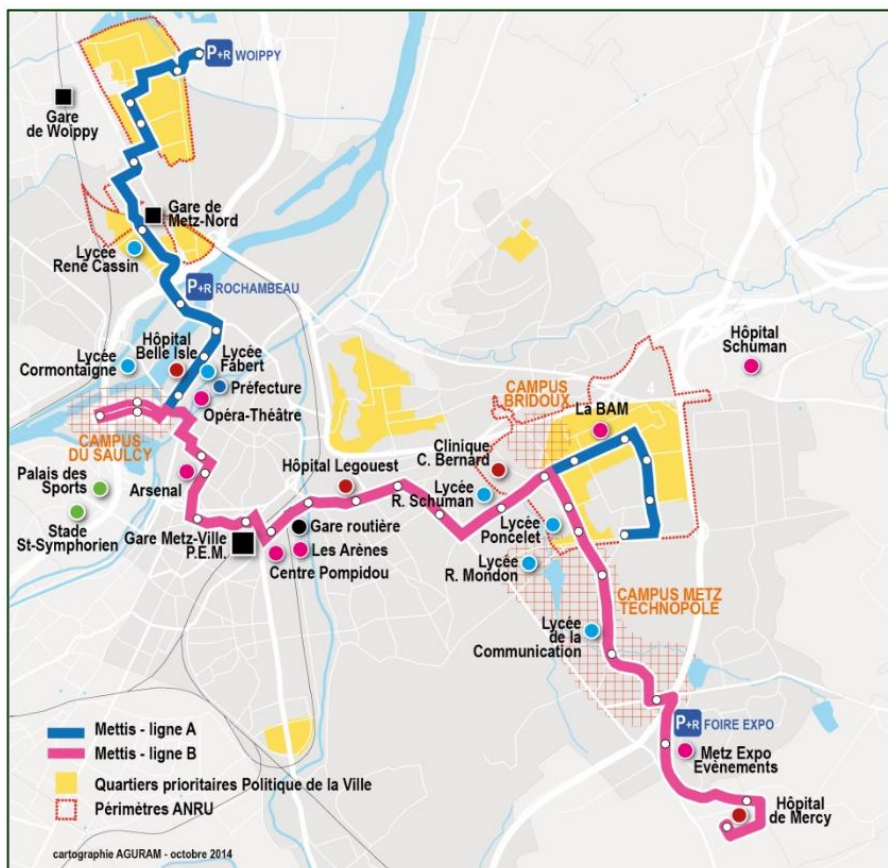 P+R WOIPPY
Gare
de Woippy
Gare de
Metz-Nord
Lycée
René Cassin
P+R ROCHAMBEAU
Hôpital
Belle Isle
Lycée
Cormontaigne
Lycée
Fabert
Préfecture
Opéra-Théâtre
Hôpital
Schuman
CAMPUS
BRIDOUX
4
La BAM
CAMPUS
DU SAULCY
Clinique
C. Bernard
Palais des
Sports
Arsenal
Hôpital Legouest
Lycée
R. Schuman
Stade
St-Symphorien
Gare Metz-Ville
P.E.M.
Gare routière
Les Arènes
Centre Pompidou
Lycée
Poncelet
Lycée
R. Mondon
CAMPUS METZ
TECHNOPOLE
Lycée
de la
Communication
P+R FOIRE EXPO
Metz Expo
Evènements
Hôpital
de Mercy
Mettis - ligne A
Mettis - ligne B
Quartiers prioritaires Politique de la Ville
Périmètres ANRU
cartographie AGURAM - octobre 2014